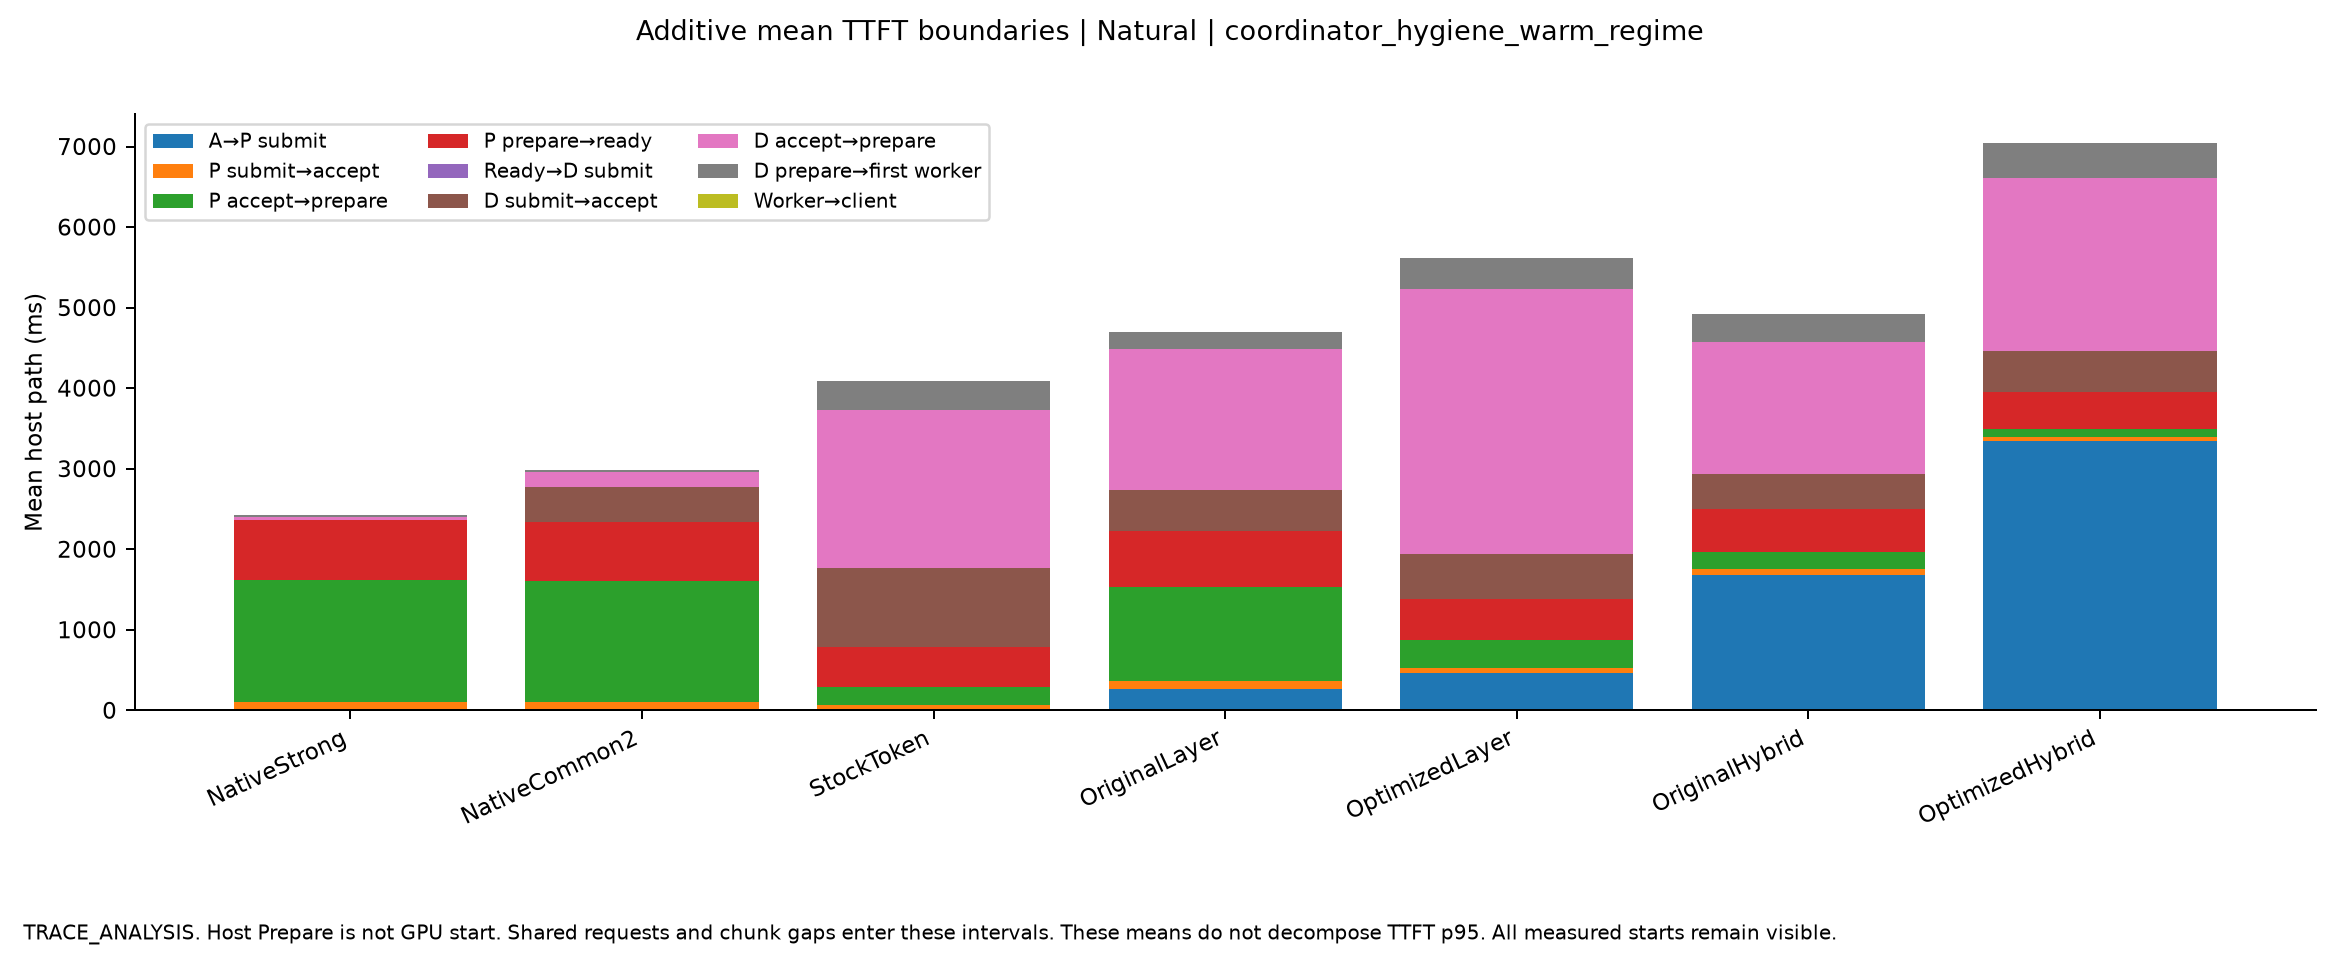 Additive mean TTFT boundaries | Natural | coordinator_hygiene_warm_regime
A→P submit
P submit→accept
P accept→prepare
P prepare→ready
Ready→D submit
D submit→accept
D accept→prepare
D prepare→first worker
Worker→client
Mean host path (ms)
7000
6000
5000
4000
3000
2000
1000
0
NativeStrong
NativeCommon2
StockToken
OriginalLayer
OptimizedLayer
OriginalHybrid
OptimizedHybrid
TRACE_ANALYSIS. Host Prepare is not GPU start. Shared requests and chunk gaps enter these intervals. These means do not decompose TTFT p95. All measured starts remain visible.